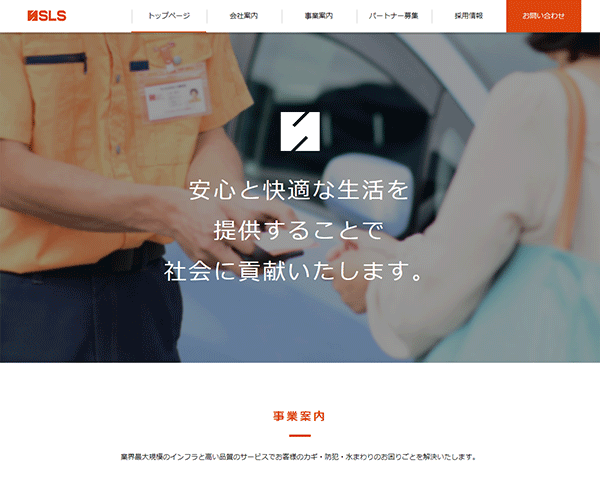 SLS
トップページ
会社案内
事業案内
パートナー募集
採用情報
お問い合わせ
安心と快適な生活を
提供することで
社会に貢献いたします。
事業案内
業界最大規模のインフラと高い品質のサービスでお客様のカギ・防犯・水まわりのお困りごとを解決いたします。